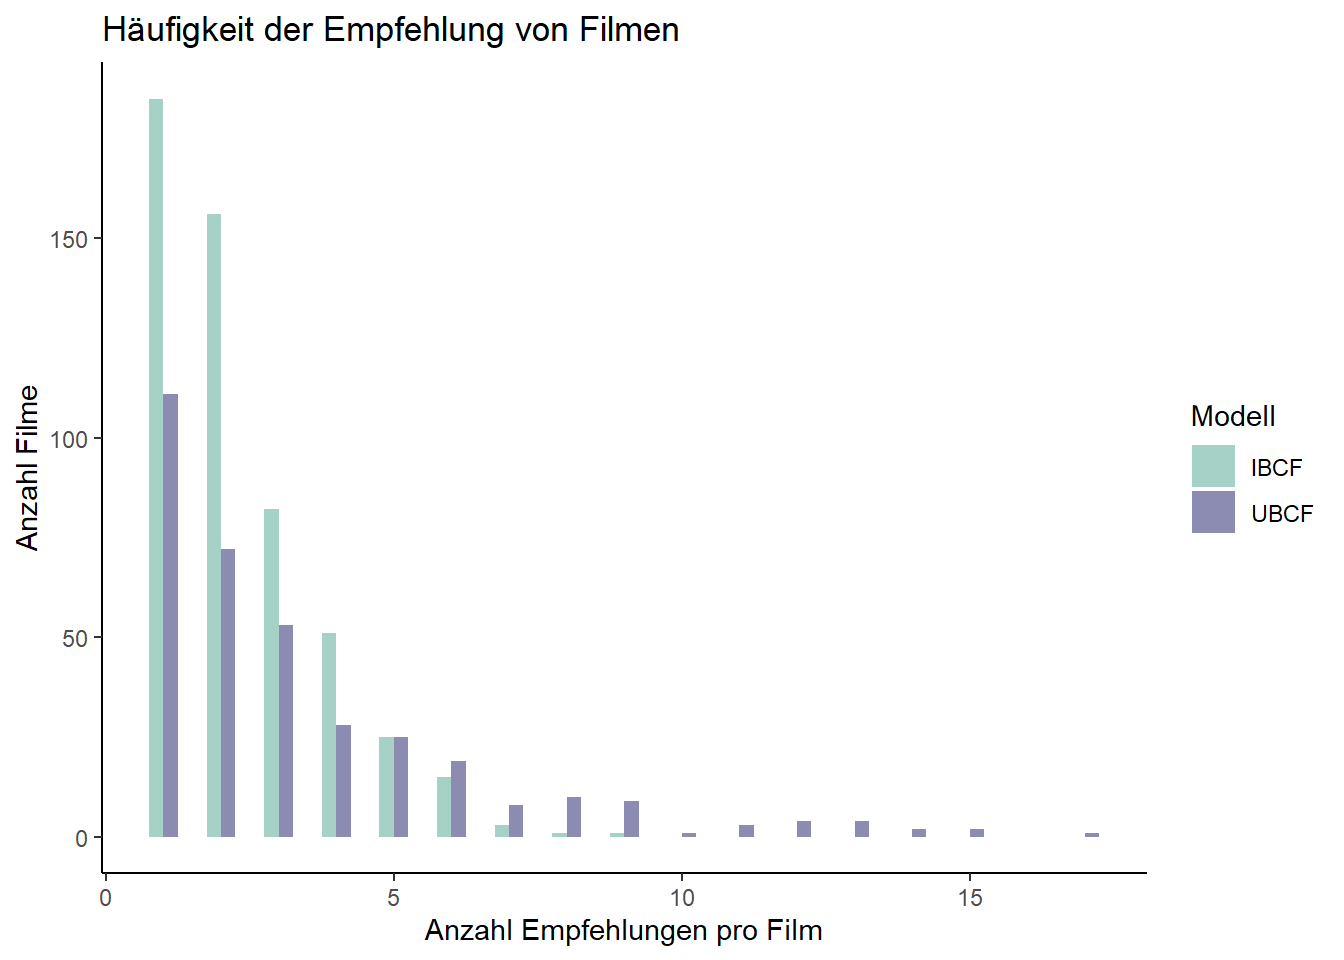 Häufigkeit der Empfehlung von Filmen
Anzahl Filme
150
100
50
0
0
5
10
15
Anzahl Empfehlungen pro Film
Modell
IBCF
UBCF